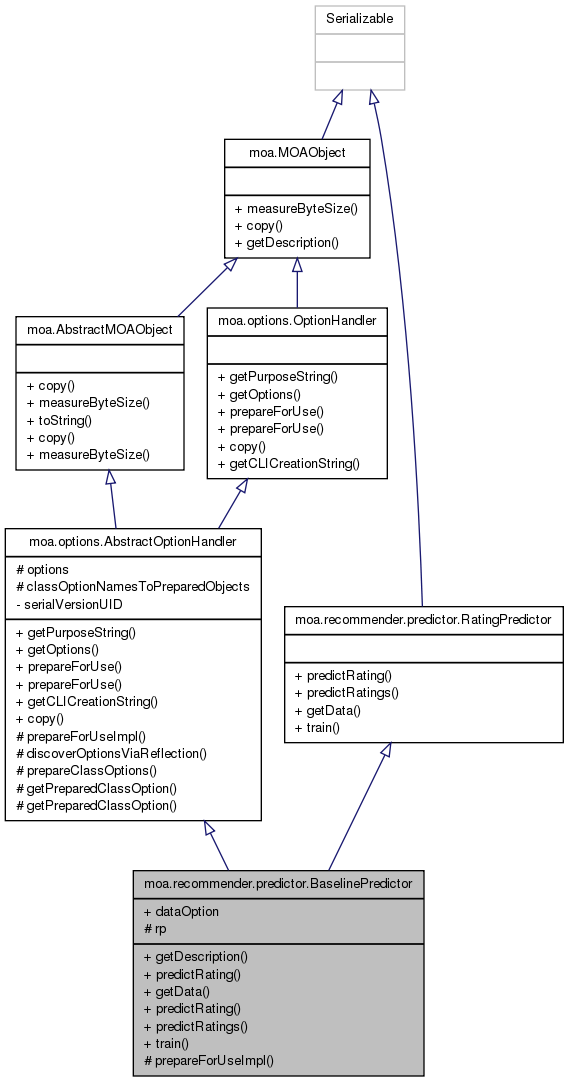 Serializable
moa.MOAObject
+ measureByteSize()
+ copy()
+ getDescription()
moa.AbstractMOAObject
+ copy()
+ measureByteSize()
+ toString()
+ copy()
+ measureByteSize()
moa.options.OptionHandler
+ getPurposeString()
+ getOptions()
+ prepareForUse()
+ prepareForUse()
+ copy()
+ getCLICreationString()
moa.options.AbstractOptionHandler
# options
# classOptionNamesToPreparedObjects
- serialVersionUID
+ getPurposeString()
+ getOptions()
+ prepareForUse()
+ prepareForUse()
+ getCLICreationString()
+ copy()
# prepareForUseImpl()
# discoverOptionsViaReflection()
# prepareClassOptions()
# getPreparedClassOption()
# getPreparedClassOption()
moa.recommender.predictor.RatingPredictor
+ predictRating()
+ predictRatings()
+ getData()
+ train()
moa.recommender.predictor.BaselinePredictor
+ dataOption
# rp
+ getDescription()
+ predictRating()
+ getData()
+ predictRating()
+ predictRatings()
+ train()
# prepareForUseImpl()